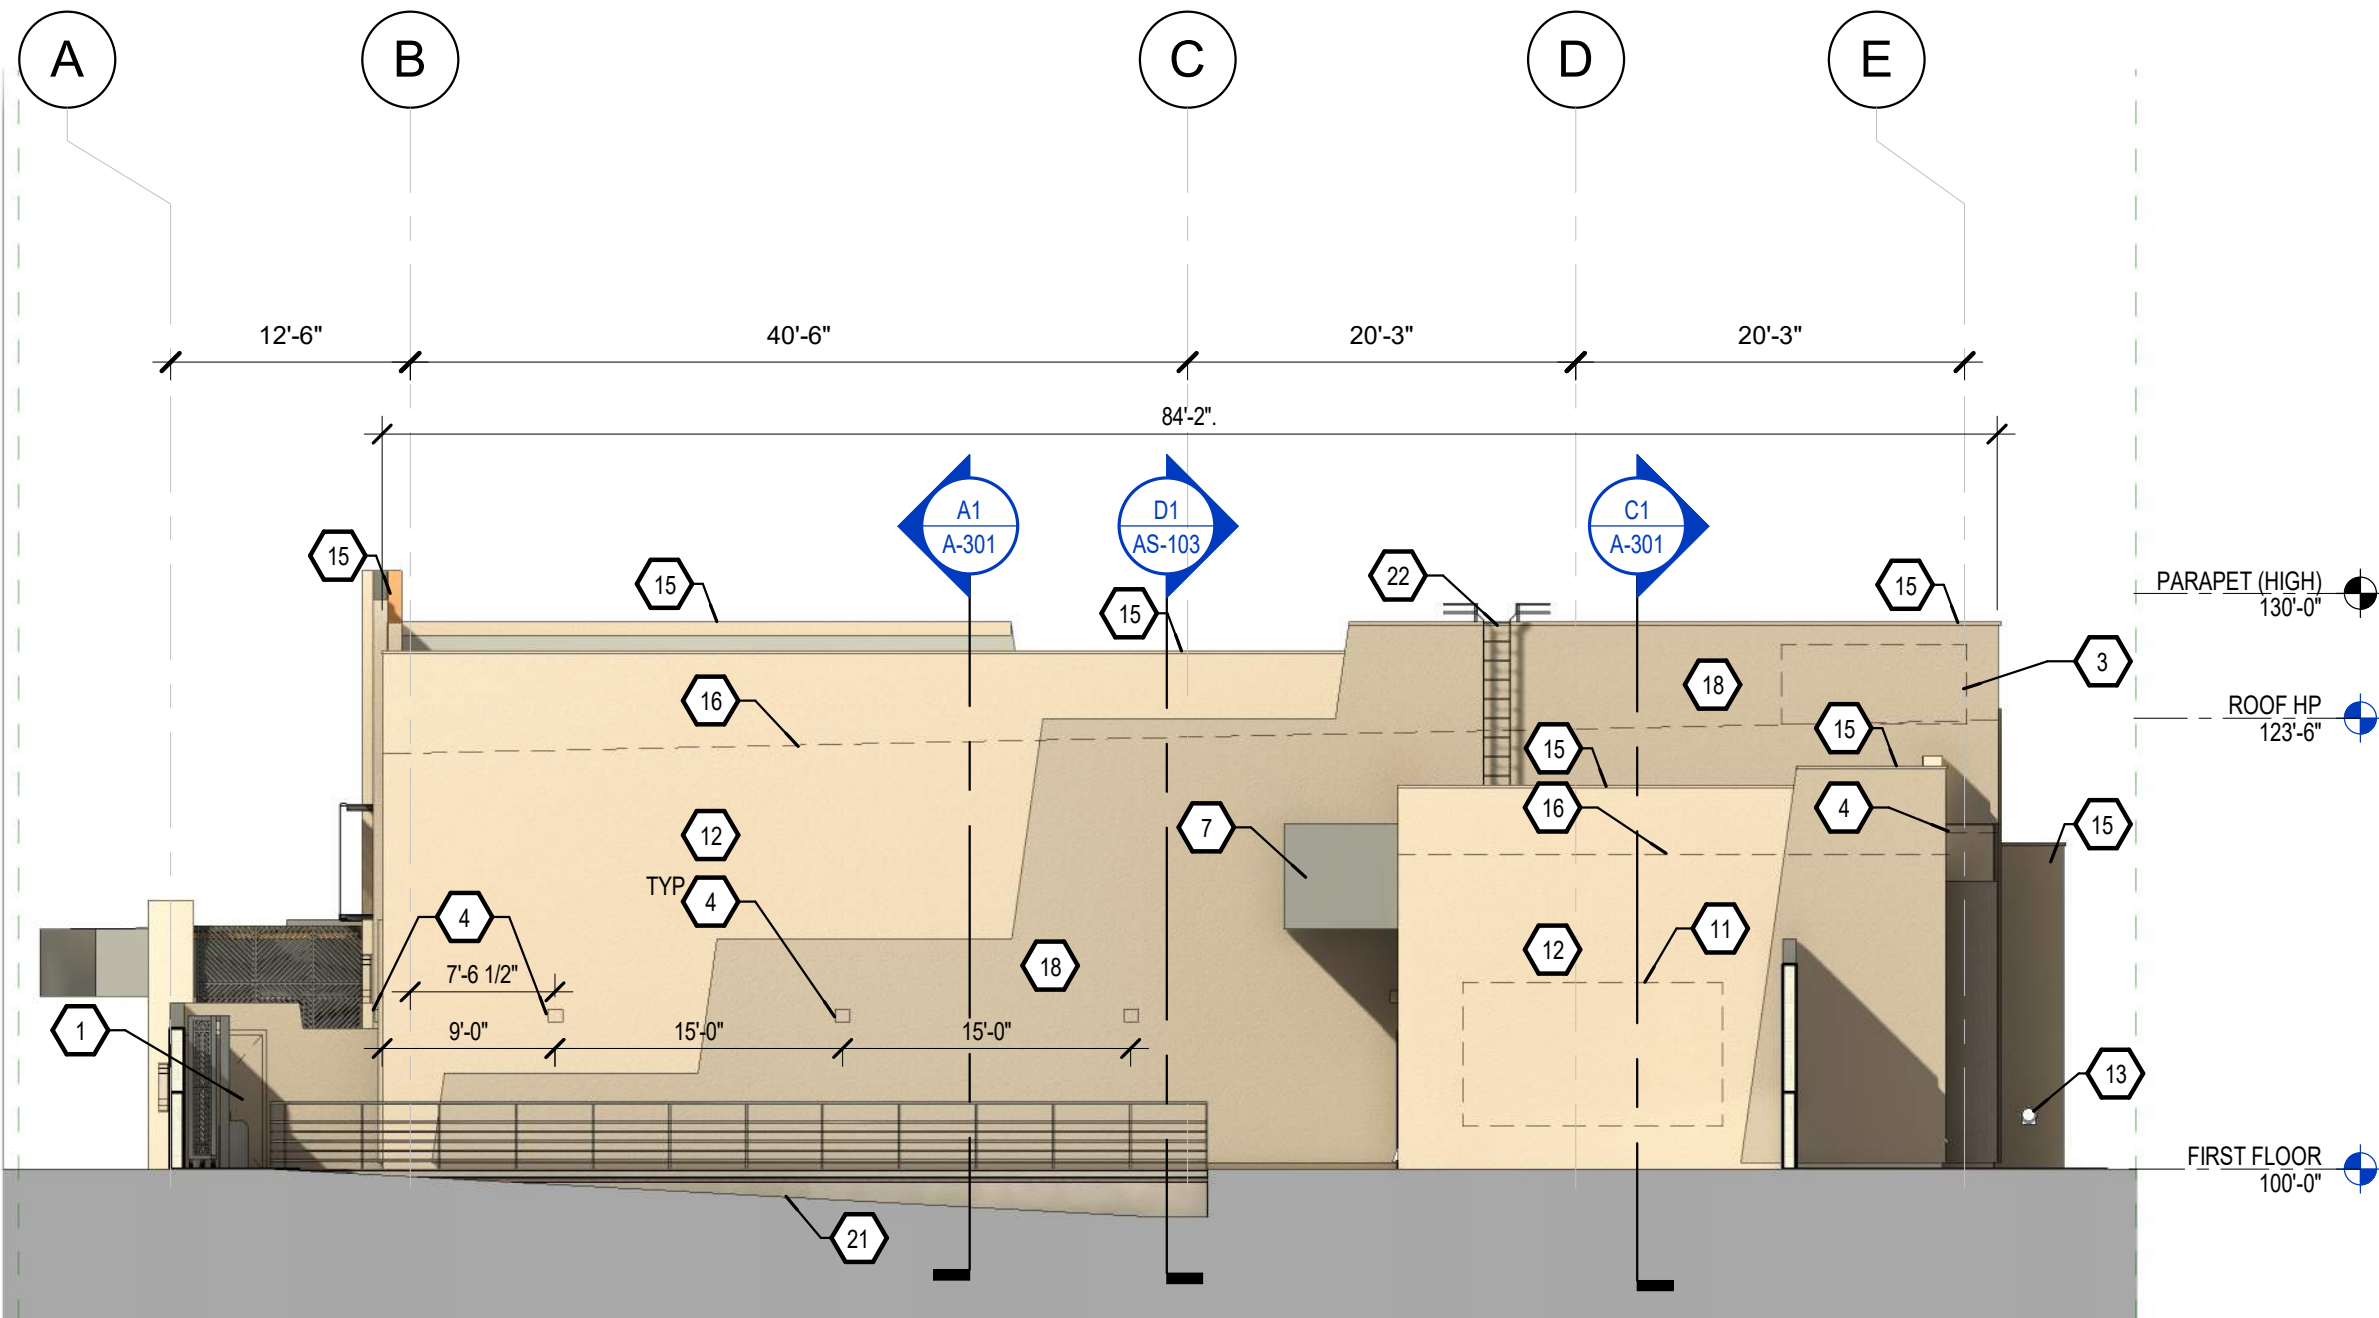 A B C D E
12'-6" 40'-6" 20'-3" 20'-3"
84'-2".
A1
A-301
D1
AS-103
C1
A-301
15
15
15
22
15
PARAPET (HIGH)
130'-0"
3
18
16
ROOF HP
123'-6"
15
15
16
4
15
12
7
TYP 4
4
11
12
18
7'-6 1/2"
9'-0" 15'-0" 15'-0"
1
13
FIRST FLOOR
100'-0"
21